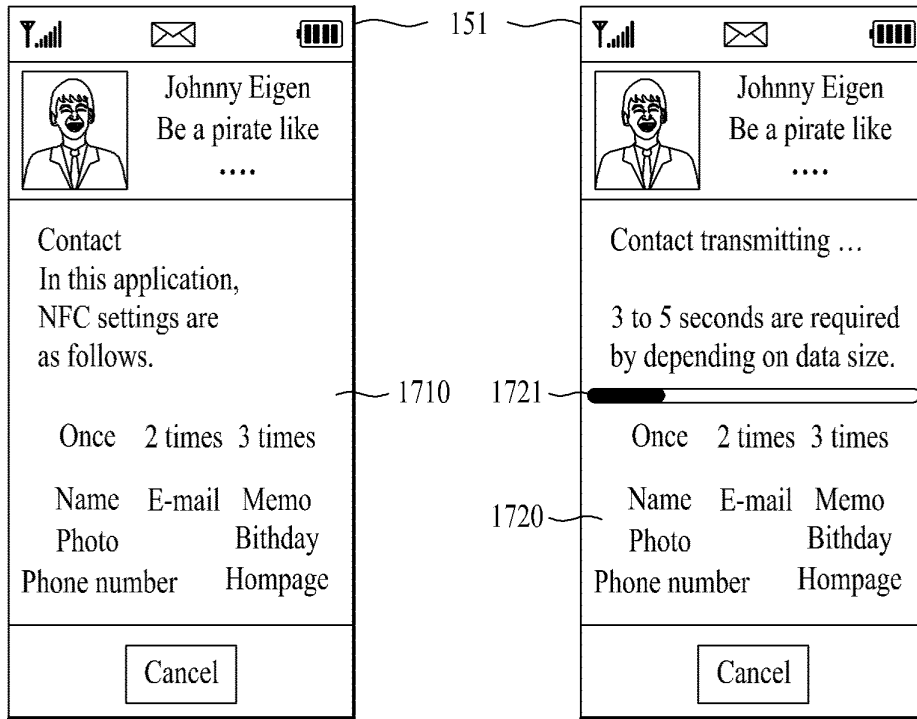 151
Johnny Eigen
Be a pirate like
....
Contact
In this application,
NFC settings are
as follows.
1710
Once 2 times 3 times
Name E-mail Memo
Photo Bithday
Phone number Hompage
Cancel
Johnny Eigen
Be a pirate like
....
Contact transmitting ...
3 to 5 seconds are required
by depending on data size.
1721
Once 2 times 3 times
Name E-mail Memo
1720
Photo Bithday
Phone number Hompage
Cancel